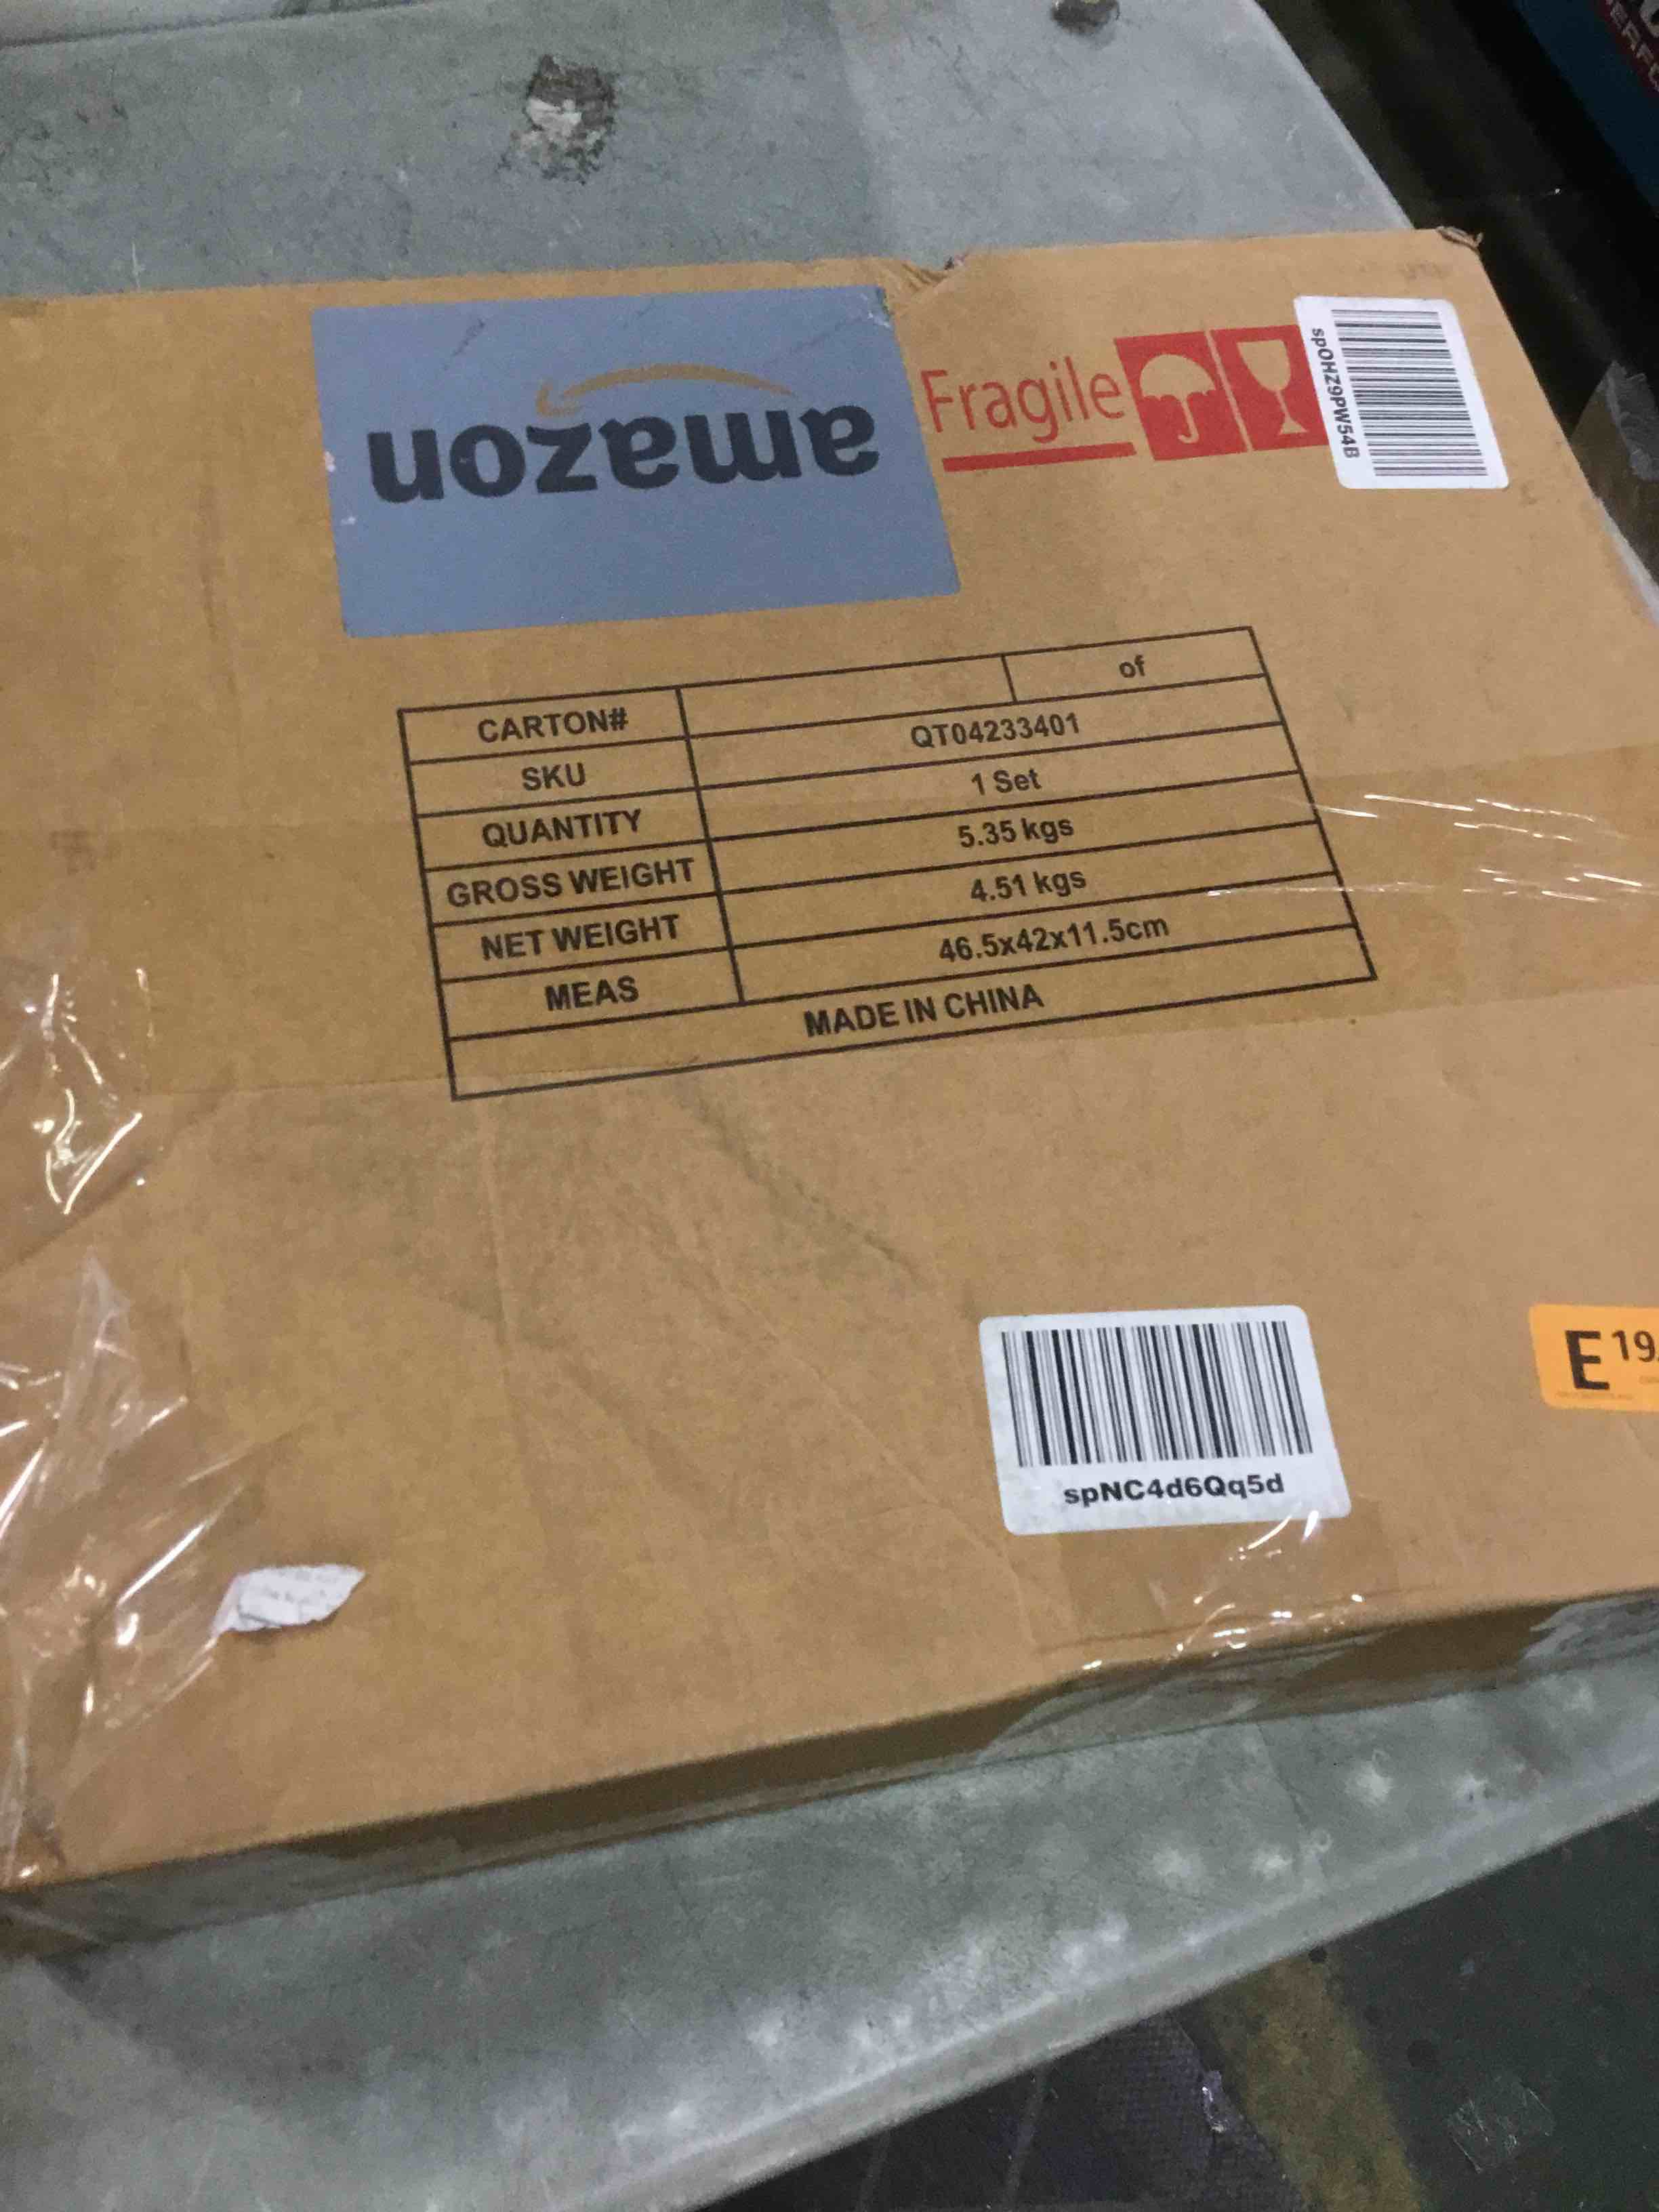 amazon
Fragile
spOHZ9PW54B
CARTON# of
SKU QT04233401
QUANTITY 1 Set
GROSS WEIGHT 5.35 kgs
NET WEIGHT 4.51 kgs
MEAS 46.5x42x11.5cm
MADE IN CHINA
E 19
spNC4d6Qq5d